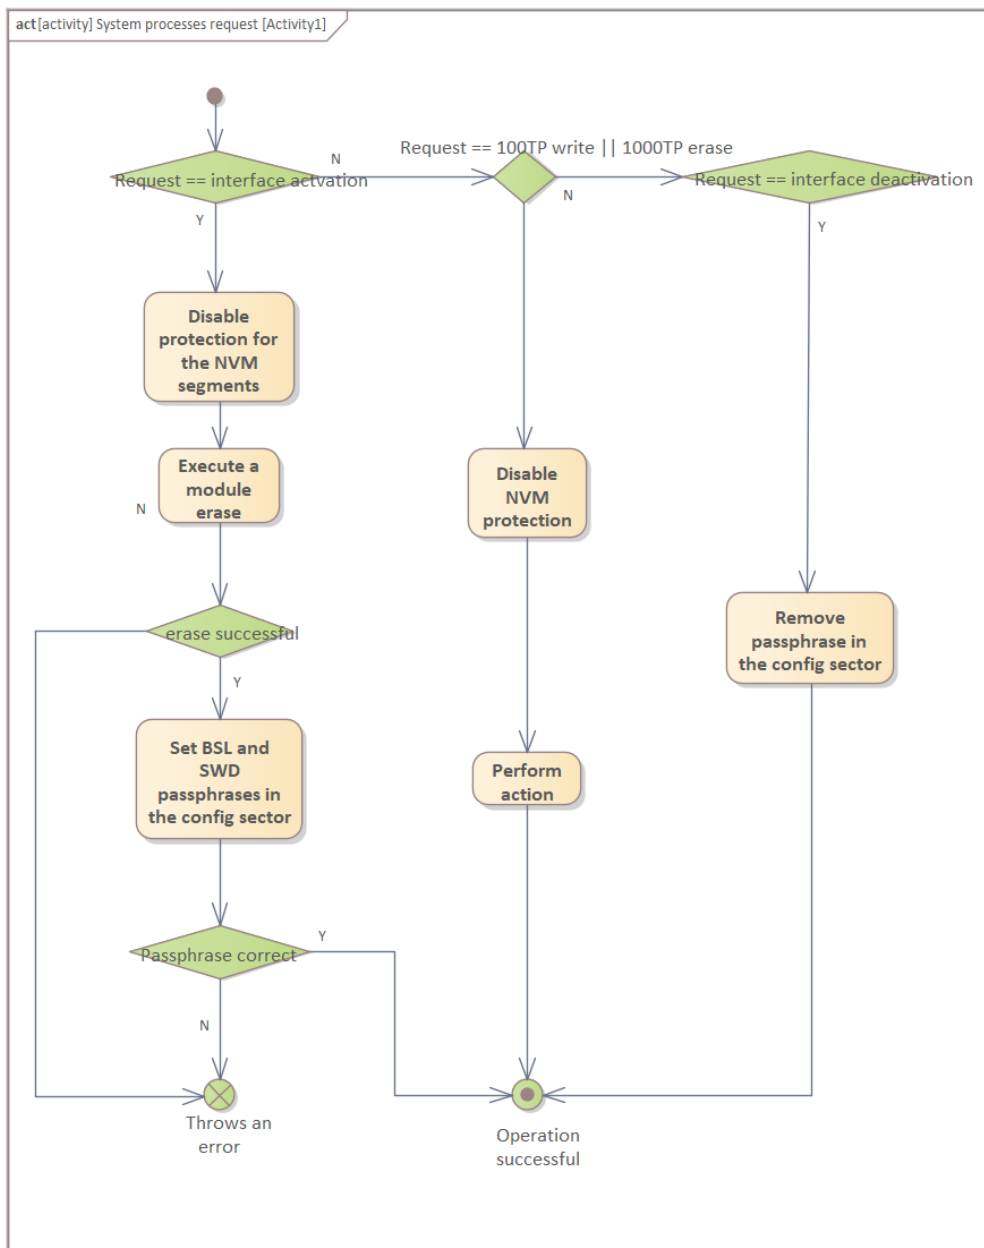 act [activity] System processes request [Activity1]
Request == interface actvation
N
Request == 100TP write || 1000TP erase
N
Request == interface deactivation
Y
Y
Disable
protection for
the NVM
segments
Execute a
module
erase
N
Disable
NVM
protection
erase successful
Y
Remove
passphrase in
the config sector
Set BSL and
SWD
passphrases in
the config sector
Perform
action
Passphrase correct
Y
N
Throws an
error
Operation
successful